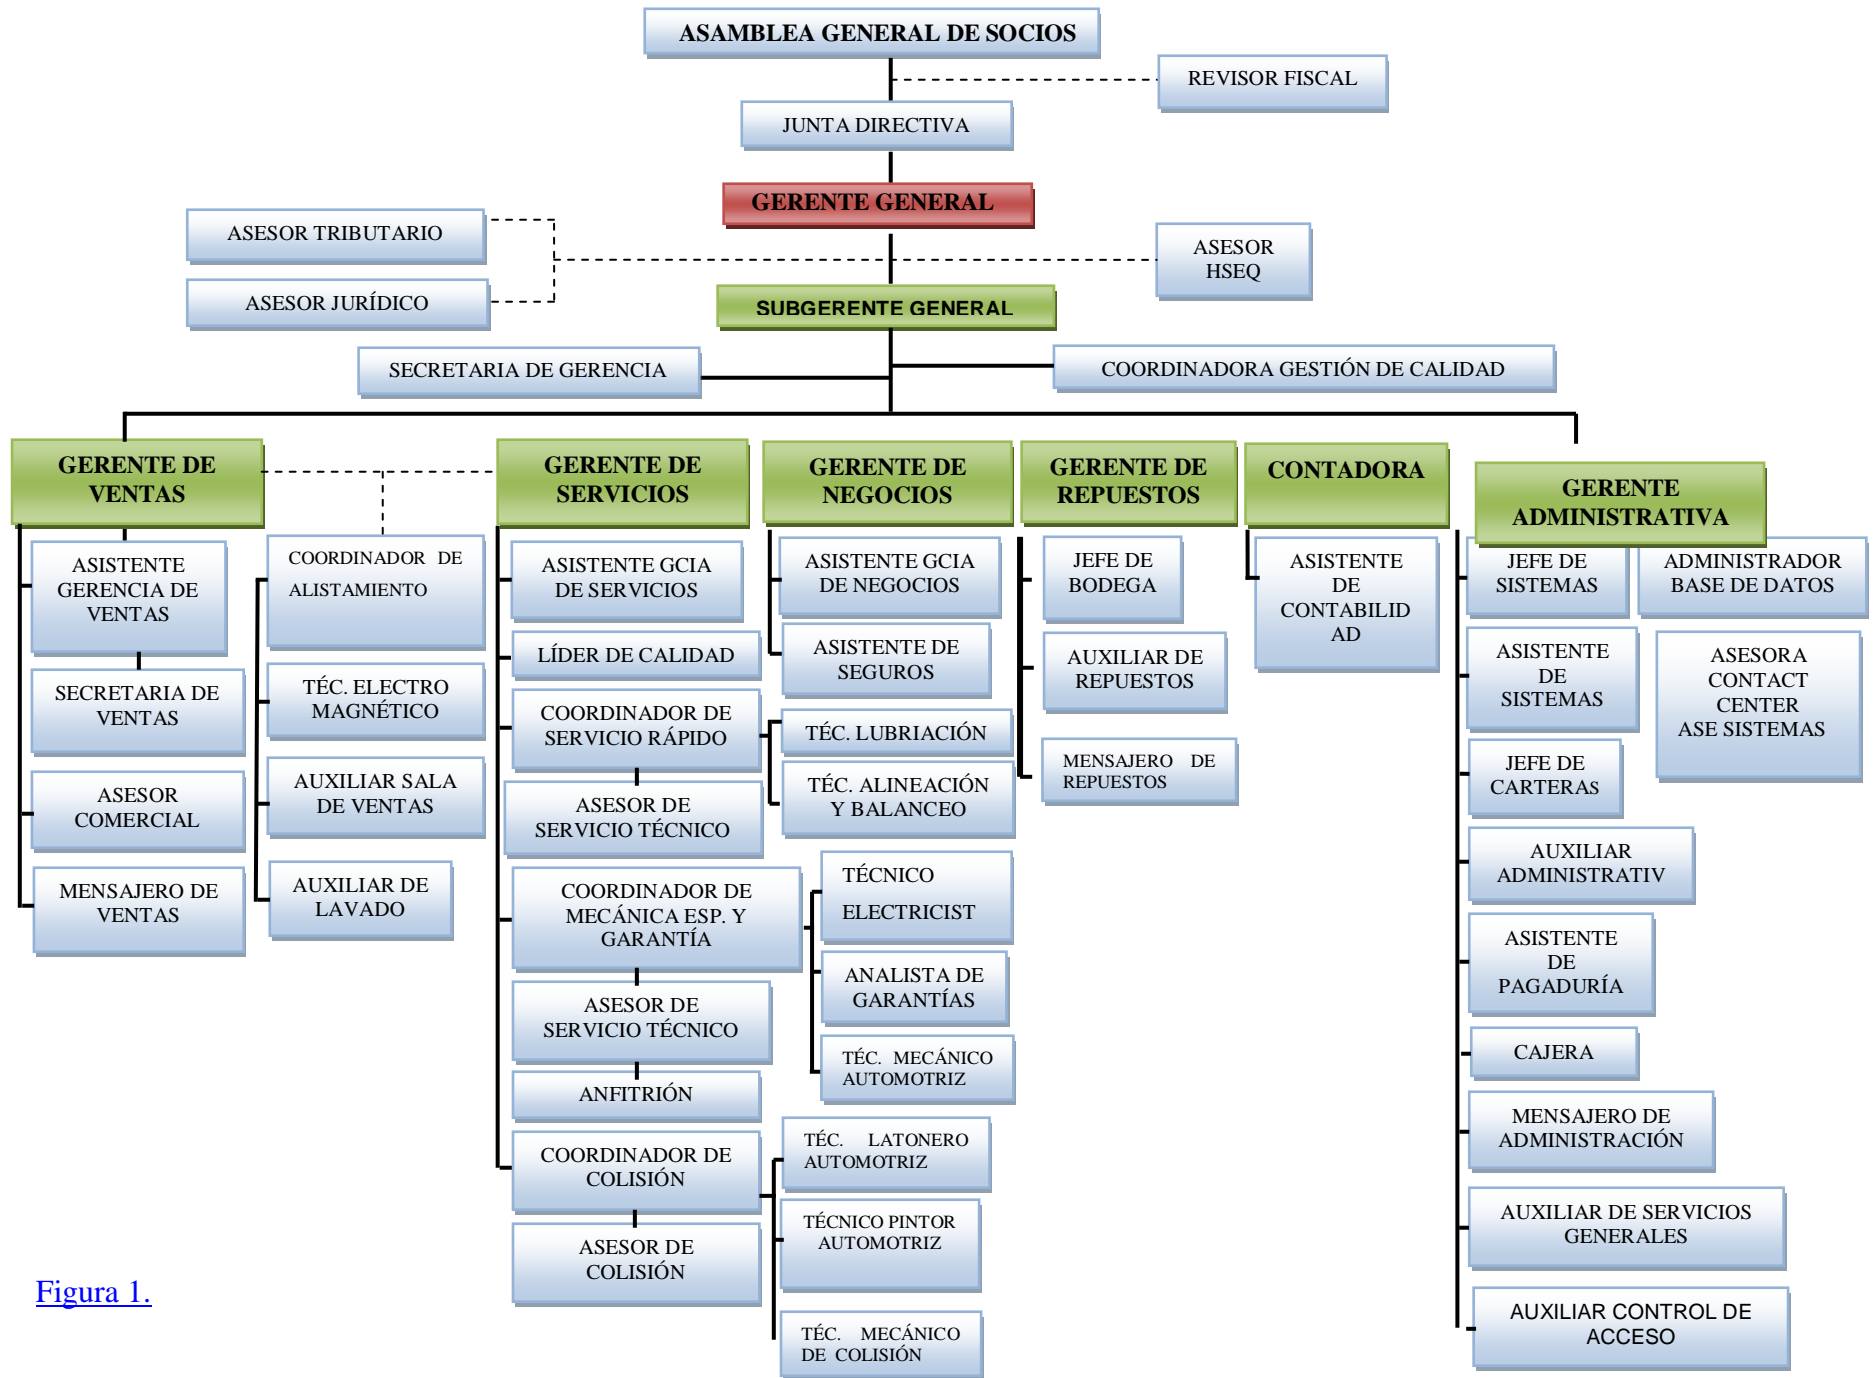 ASAMBLEA GENERAL DE SOCIOS
REVISOR FISCAL
JUNTA DIRECTIVA
GERENTE GENERAL
ASESOR TRIBUTARIO
ASESOR
HSEQ
ASESOR JURÍDICO
SUBGERENTE GENERAL
SECRETARIA DE GERENCIA
COORDINADORA GESTIÓN DE CALIDAD
GERENTE DE
VENTAS
GERENTE DE
SERVICIOS
GERENTE DE
NEGOCIOS
GERENTE DE
REPUESTOS
CONTADORA
GERENTE
ADMINISTRATIVA
ASISTENTE
GERENCIA DE
VENTAS
SECRETARIA DE
VENTAS
ASESOR
COMERCIAL
MENSAJERO DE
VENTAS
COORDINADOR DE
ALISTAMIENTO
TÉC. ELECTRO
MAGNÉTICO
AUXILIAR SALA
DE VENTAS
AUXILIAR DE
LAVADO
ASISTENTE GCIA
DE SERVICIOS
LÍDER DE CALIDAD
COORDINADOR DE
SERVICIO RÁPIDO
ASESOR DE
SERVICIO TÉCNICO
COORDINADOR DE
MECÁNICA ESP. Y
GARANTÍA
ASESOR DE
SERVICIO TÉCNICO
ANFITRIÓN
COORDINADOR DE
COLISIÓN
ASESOR DE
COLISIÓN
ASISTENTE GCIA
DE NEGOCIOS
ASISTENTE DE
SEGUROS
TÉC. LUBRIACIÓN
TÉC. ALINEACIÓN
Y BALANCEO
TÉCNICO
ELECTRICIST
ANALISTA DE
GARANTÍAS
TÉC. MECÁNICO
AUTOMOTRIZ
TÉC. LATONERO
AUTOMOTRIZ
TÉCNICO PINTOR
AUTOMOTRIZ
TÉC. MECÁNICO
DE COLISIÓN
JEFE DE
BODEGA
AUXILIAR DE
REPUESTOS
MENSAJERO DE
REPUESTOS
ASISTENTE
DE
CONTABILID
AD
JEFE DE
SISTEMAS
ADMINISTRADOR
BASE DE DATOS
ASISTENTE
DE
SISTEMAS
ASESORA
CONTACT
CENTER
ASE SISTEMAS
JEFE DE
CARTERAS
AUXILIAR
ADMINISTRATIV
ASISTENTE
DE
PAGADURÍA
CAJERA
MENSAJERO DE
ADMINISTRACIÓN
AUXILIAR DE SERVICIOS
GENERALES
AUXILIAR CONTROL DE
ACCESO
Figura 1.